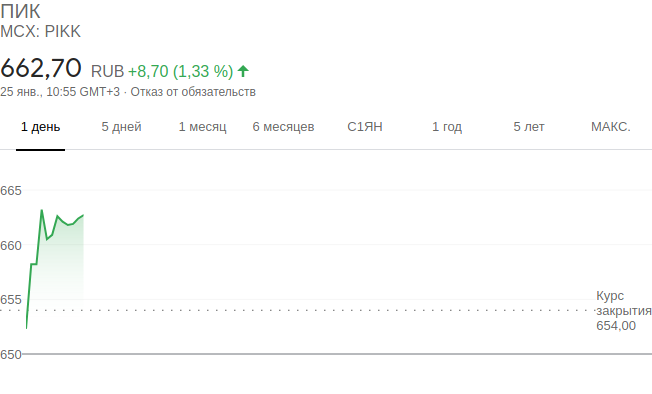 ПИК
MCX: PIKK
662,70 RUB +8,70 (1,33 %)
25 янв., 10:55 GMT+3 · Отказ от обязательств
1 день 5 дней 1 месяц 6 месяцев С1ЯН 1 год 5 лет МАКС.
665
660
655
Курс
закрытия
654,00
650